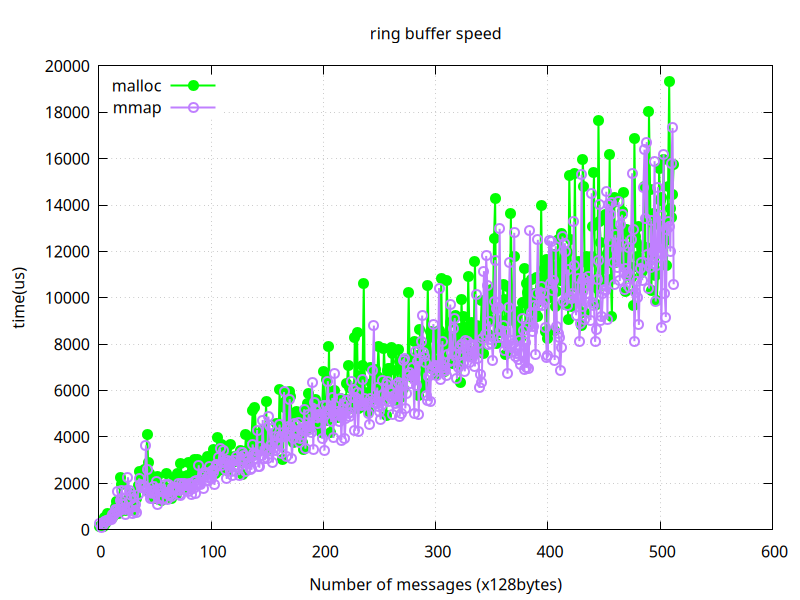 ring buffer speed
malloc
mmap
20000
18000
16000
14000
12000
10000
8000
6000
4000
2000
0
time(us)
0 100 200 300 400 500 600
Number of messages (x128bytes)